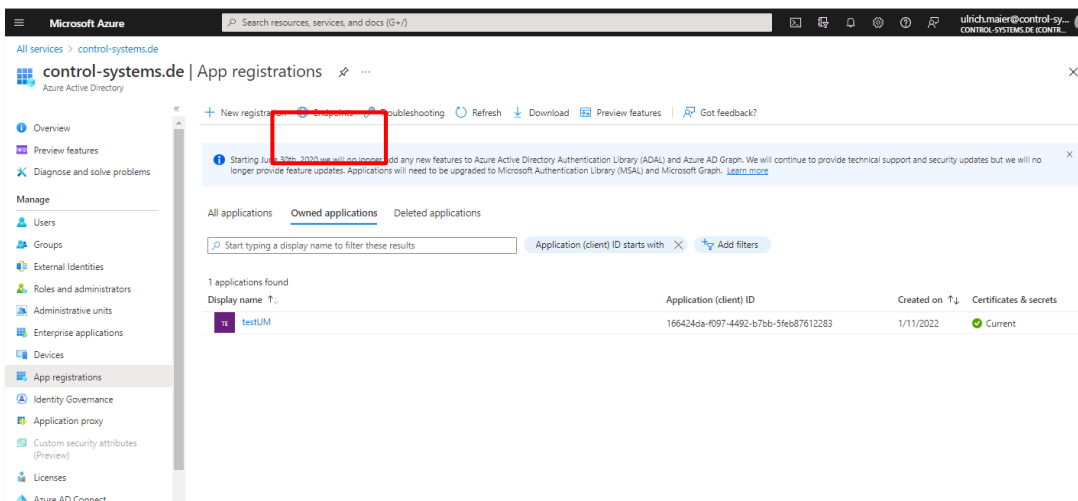 Microsoft Azure
Search resources, services, and docs (G+/)
ulrich.maier@control-sy...
CONTROL-SYSTEMS.DE (CONTR...
All services > control-systems.de
control-systems.de | App registrations
Azure Active Directory
New registration Endpoints Troubleshooting Refresh Download Preview features Got feedback?
Overview
Preview features
Diagnose and solve problems
Manage
Users
Groups
External Identities
Roles and administrators
Administrative units
Enterprise applications
Devices
App registrations
Identity Governance
Application proxy
Custom security attributes
(Preview)
Licenses
Azure AD Connect
Starting June 30th, 2020 we will no longer add any new features to Azure Active Directory Authentication Library (ADAL) and Azure AD Graph. We will continue to provide technical support and security updates but we will no
longer provide feature updates. Applications will need to be upgraded to Microsoft Authentication Library (MSAL) and Microsoft Graph. Learn more
All applications Owned applications Deleted applications
Start typing a display name to filter these results
Application (client) ID starts with
Add filters
1 applications found
Display name Application (client) ID Created on Certificates & secrets
TE testUM 166424da-f097-4492-b7bb-5feb87612283 1/11/2022 Current